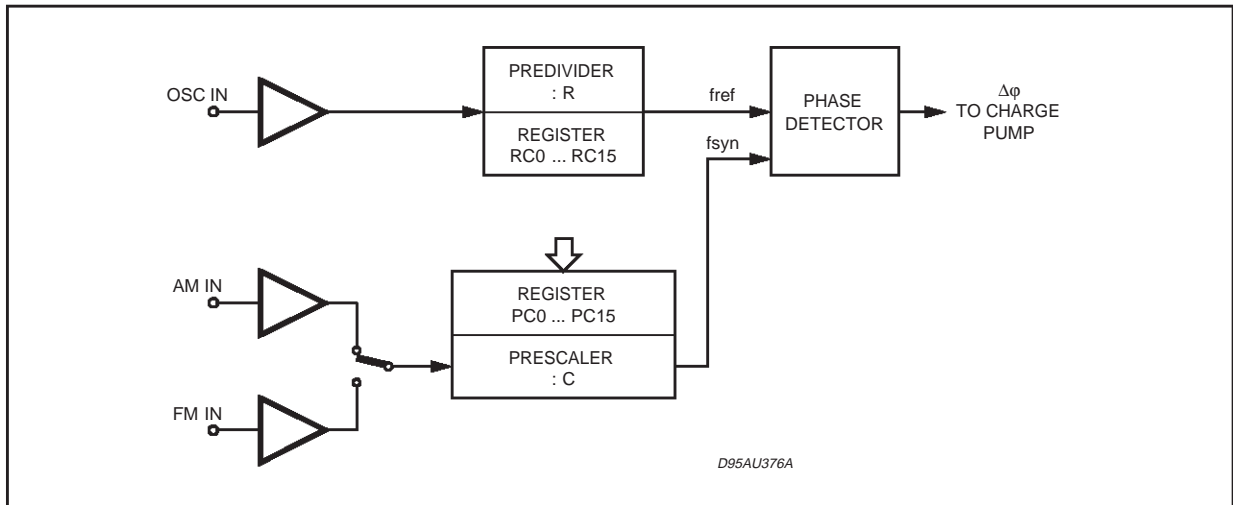 OSC IN
PREDIVIDER
: R
REGISTER
RC0 ... RC15
fref
fsyn
PHASE
DETECTOR
Δφ
TO CHARGE
PUMP
AM IN
FM IN
REGISTER
PC0 ... PC15
PRESCALER
: C
D95AU376A